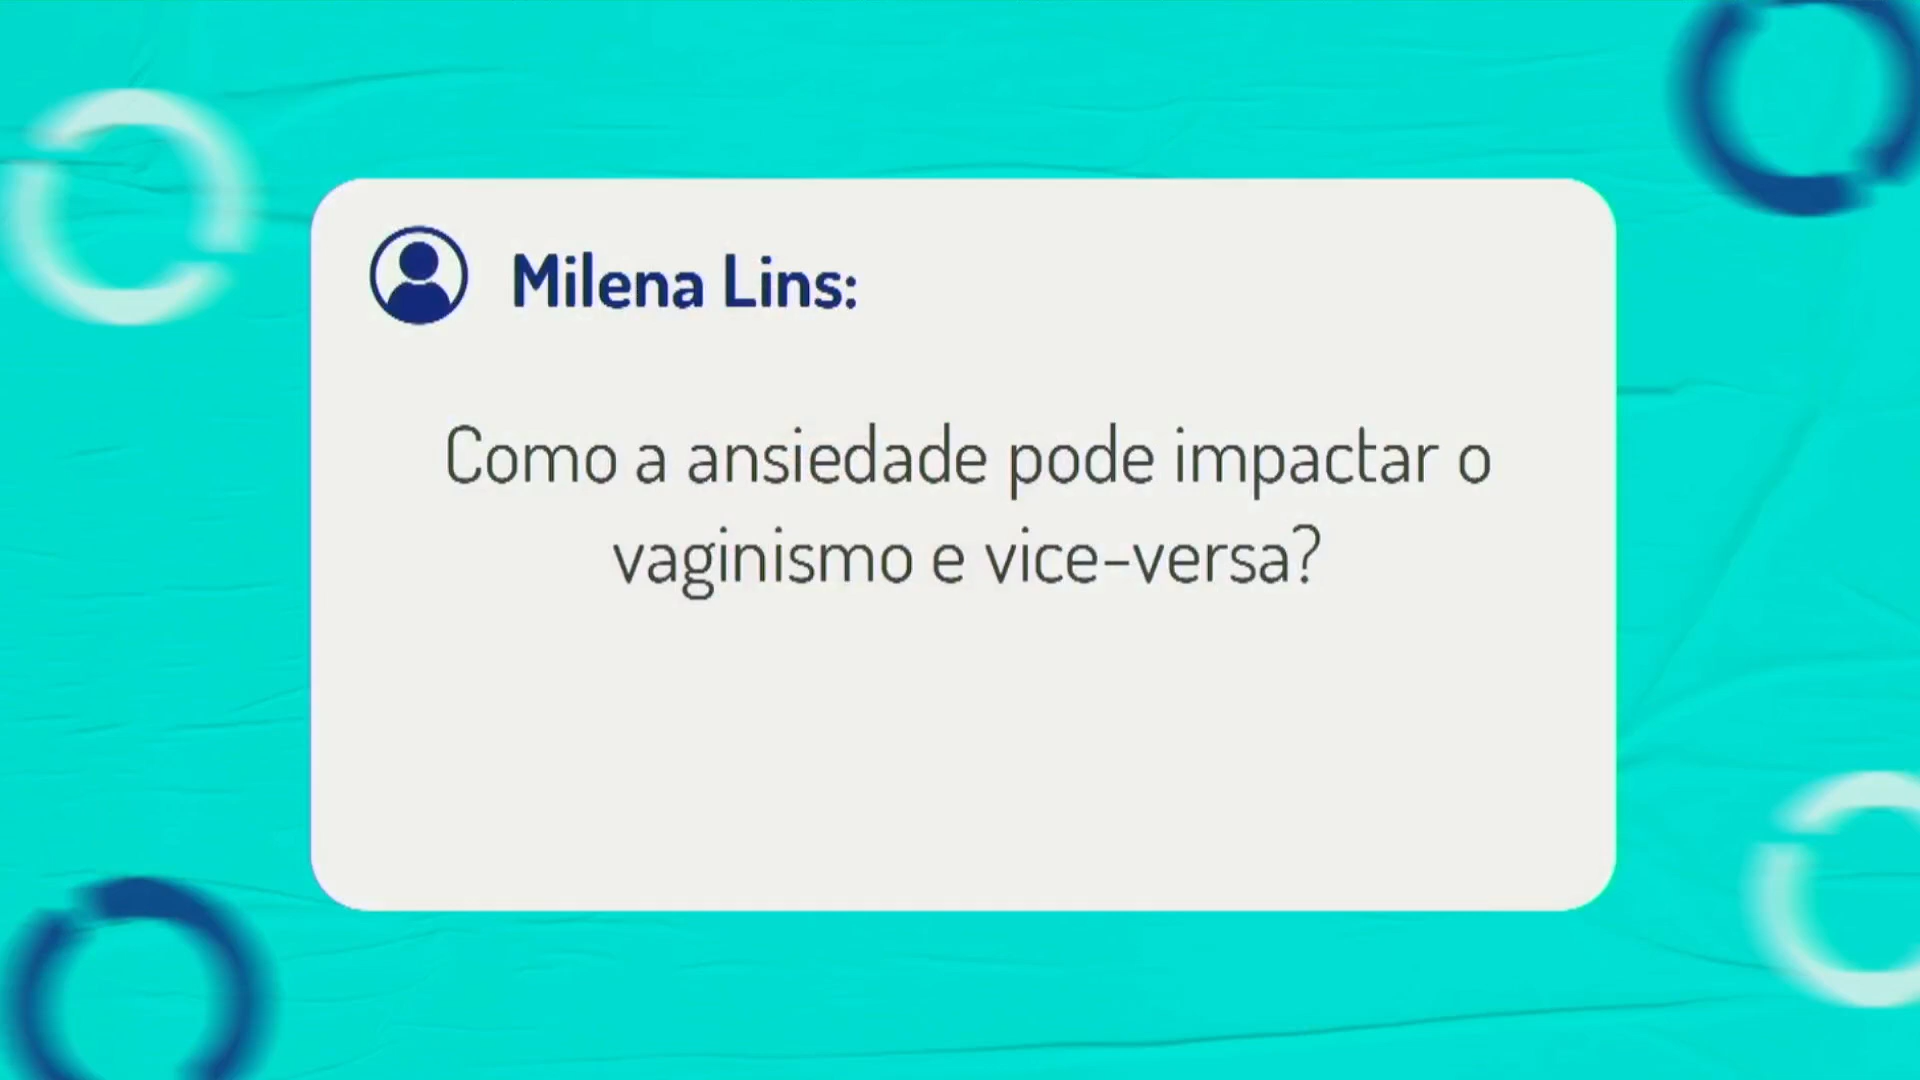 Milena Lins:
Como a ansiedade pode impactar o
vaginismo e vice-versa?